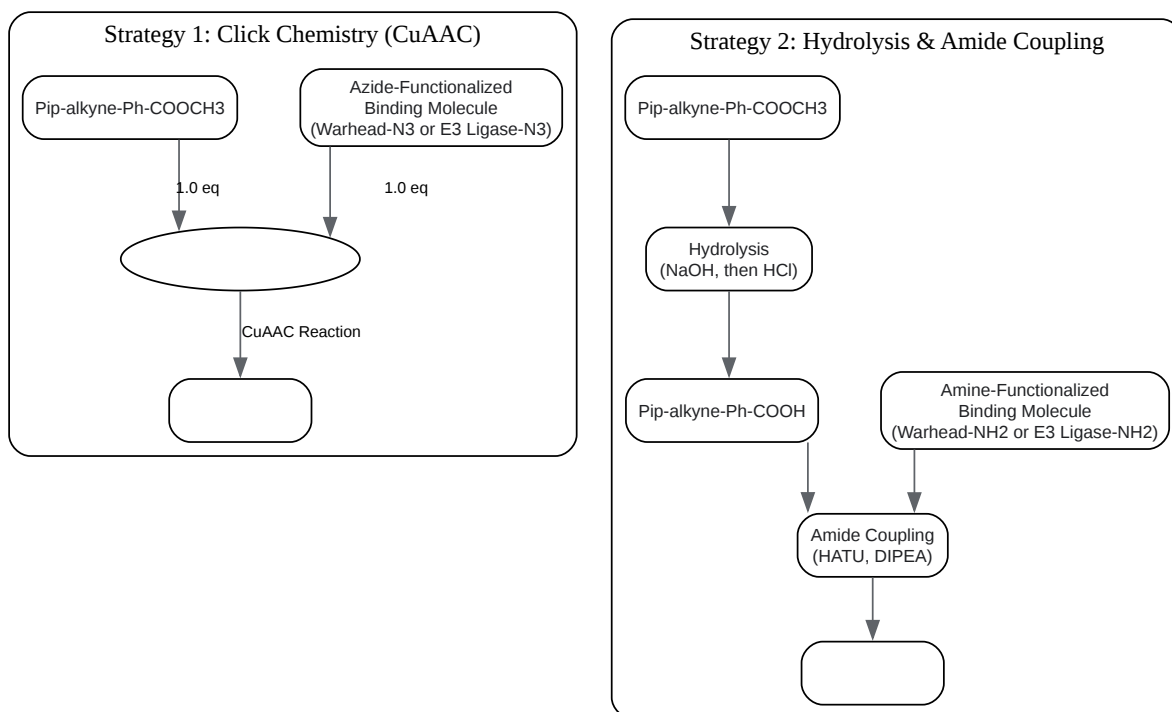 Strategy 1: Click Chemistry (CuAAC)
Pip-alkyne-Ph-COOCH3
Azide-Functionalized
Binding Molecule
(Warhead-N3 or E3 Ligase-N3)
1.0 eq
1.0 eq
CuAAC Reaction
Strategy 2: Hydrolysis & Amide Coupling
Pip-alkyne-Ph-COOCH3
Hydrolysis
(NaOH, then HCl)
Pip-alkyne-Ph-COOH
Amine-Functionalized
Binding Molecule
(Warhead-NH2 or E3 Ligase-NH2)
Amide Coupling
(HATU, DIPEA)